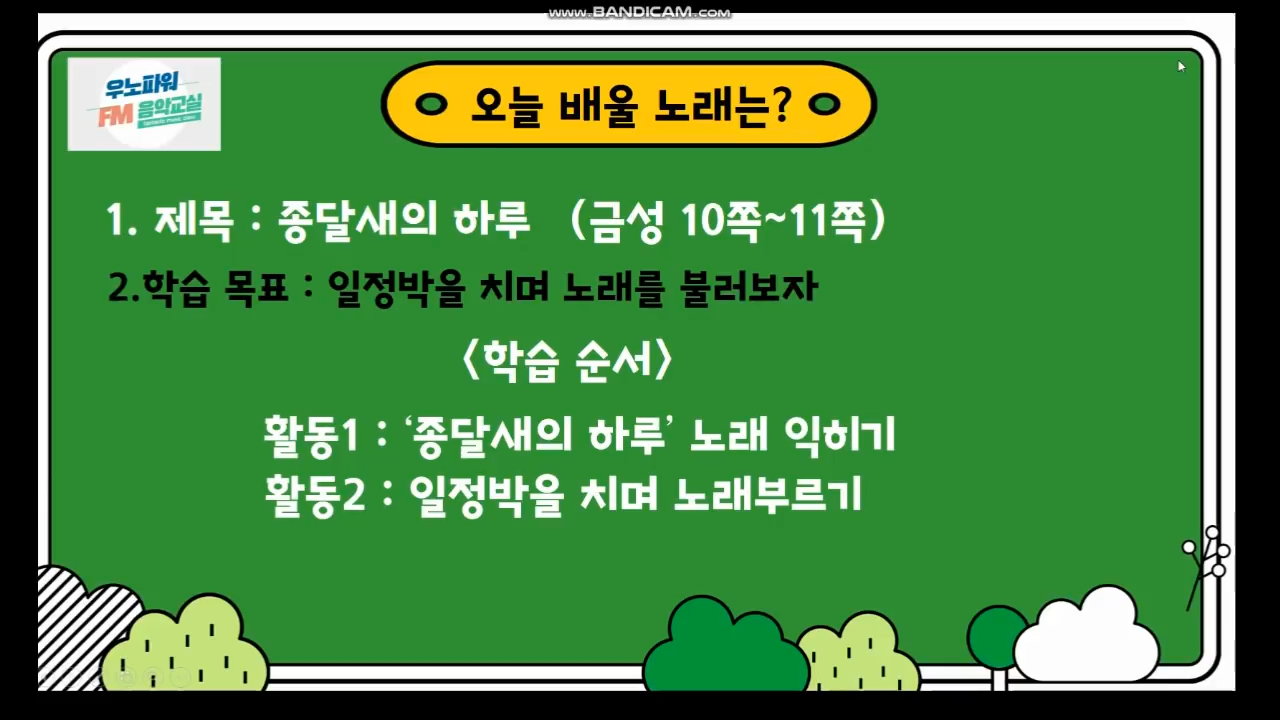 www.BANDICAM.com
우노파워
FM 음악교실
오늘 배울 노래는?
1. 제목 : 종달새의 하루 (금성 10쪽~11쪽)
2.학습 목표 : 일정박을 치며 노래를 불러보자
<학습 순서>
활동1 : ‘종달새의 하루’ 노래 익히기
활동2 : 일정박을 치며 노래부르기